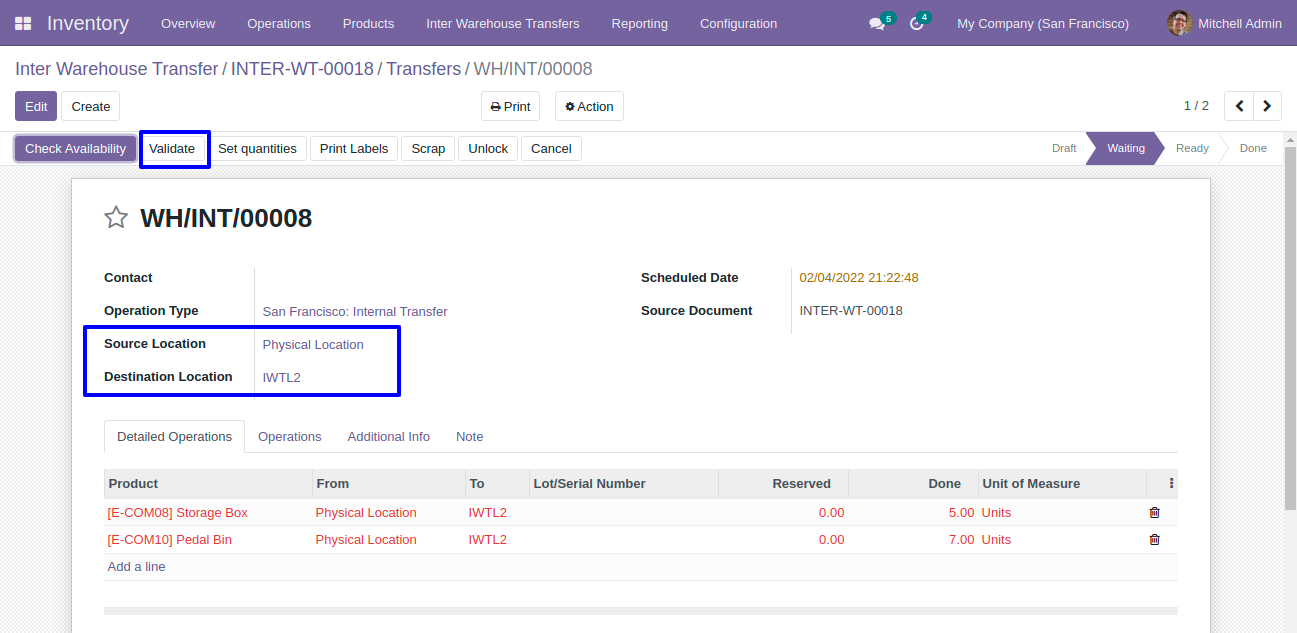 Inventory Overview Operations Products Inter Warehouse Transfers Reporting Configuration 5 4 My Company (San Francisco) Mitchell Admin
Inter Warehouse Transfer / INTER-WT-00018 / Transfers / WH/INT/00008
Edit Create Print Action 1 / 2
Check Availability Validate Set quantities Print Labels Scrap Unlock Cancel Draft Waiting Ready Done
WH/INT/00008
Contact Scheduled Date 02/04/2022 21:22:48
Operation Type San Francisco: Internal Transfer Source Document INTER-WT-00018
Source Location Physical Location
Destination Location IWTL2
Detailed Operations Operations Additional Info Note
Product From To Lot/Serial Number Reserved Done Unit of Measure
[E-COM08] Storage Box Physical Location IWTL2 0.00 5.00 Units
[E-COM10] Pedal Bin Physical Location IWTL2 0.00 7.00 Units
Add a line